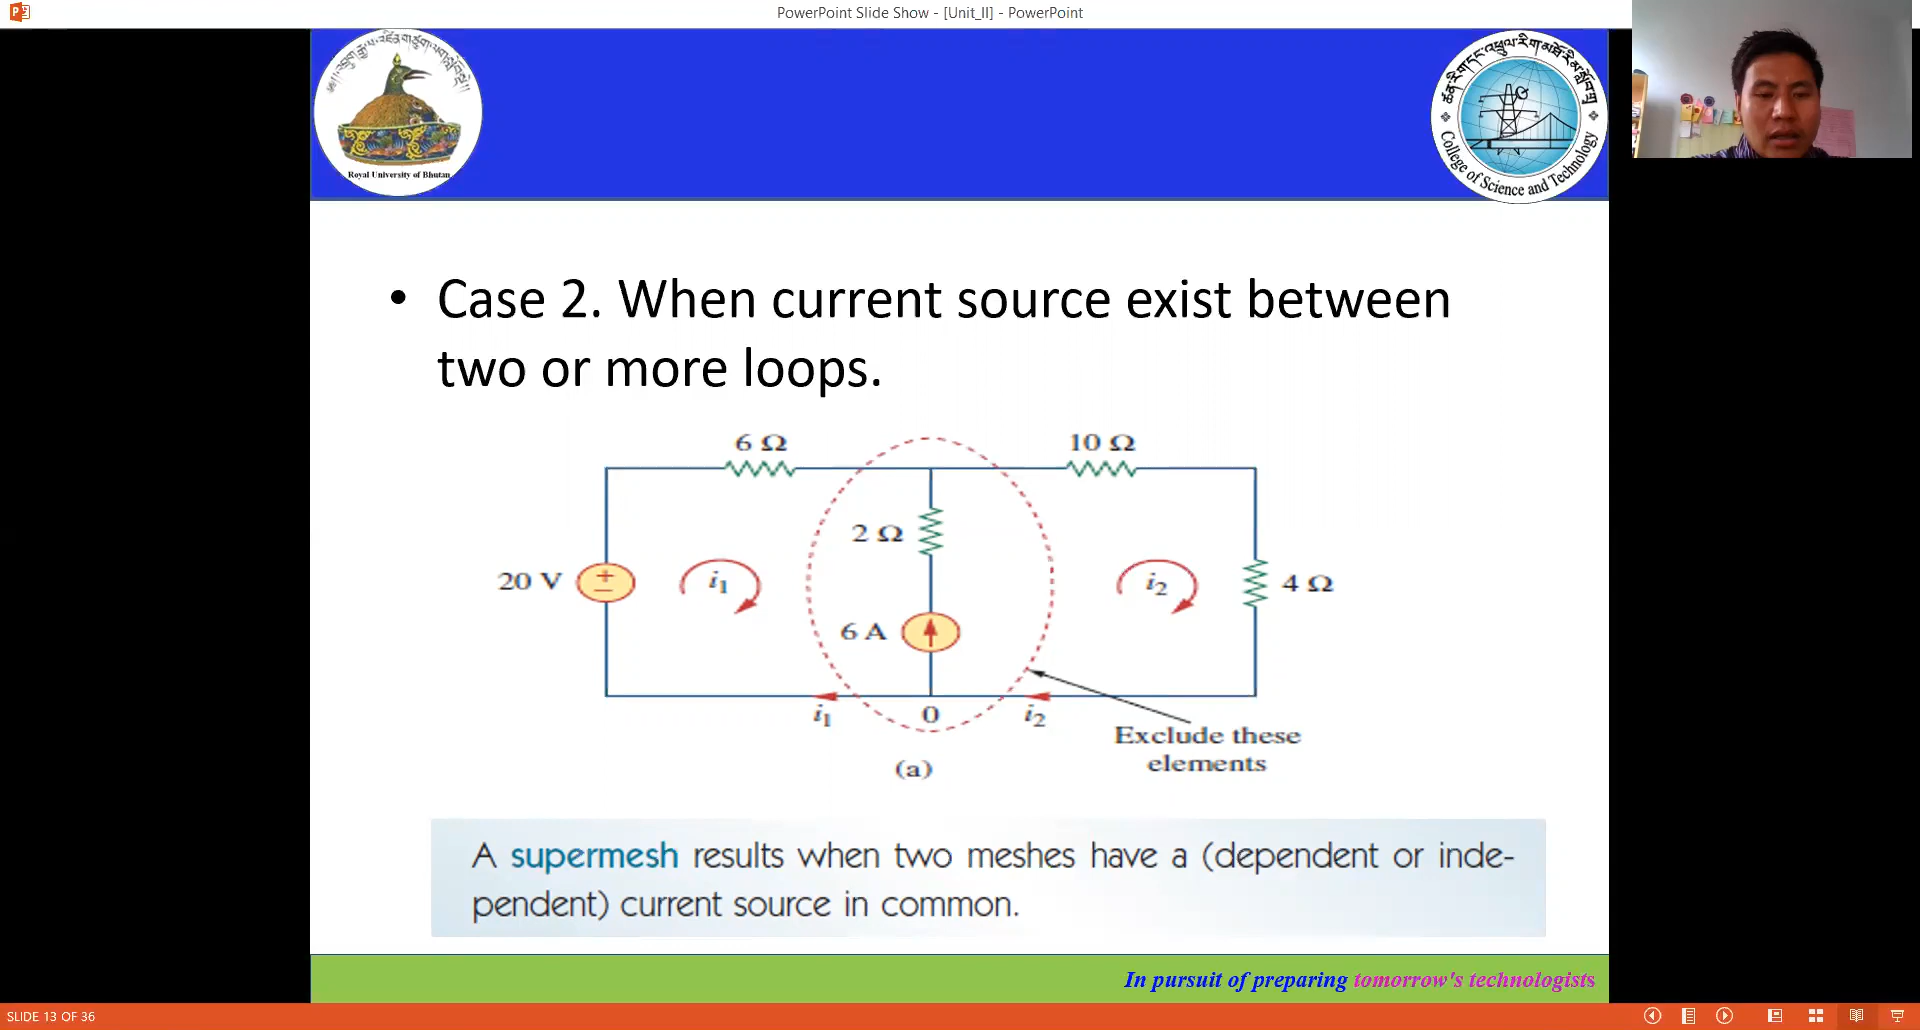 PowerPoint Slide Show - [Unit_II] - PowerPoint
Royal University of Bhutan
College of Science and Technology
• Case 2. When current source exist between
two or more loops.
6 Ω
10 Ω
2 Ω
20 V
i1
i2
4 Ω
6 A
i1
0
i2
Exclude these
elements
(a)
A supermesh results when two meshes have a (dependent or inde-
pendent) current source in common.
In pursuit of preparing tomorrow's technologists
SLIDE 13 OF 36